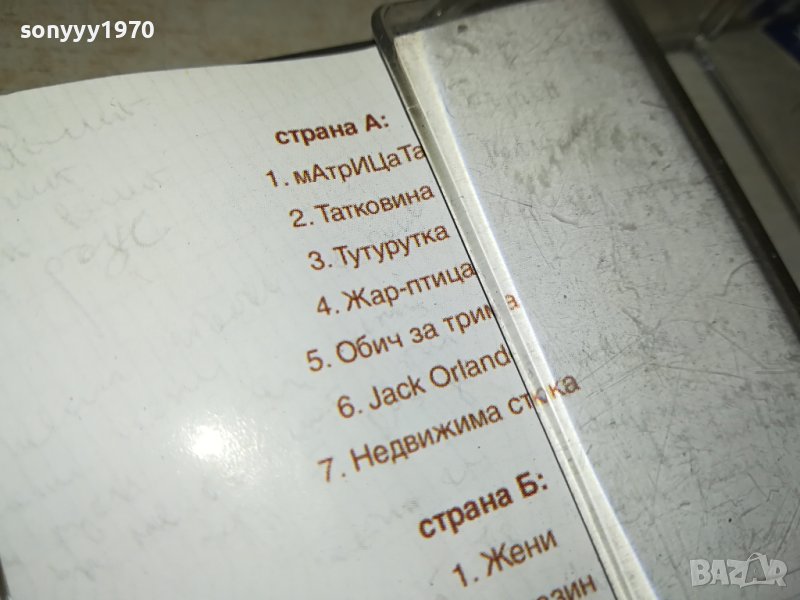 sonyyy1970
страна А:
1. мАтрИЦаТа
2. Татковина
3. Тутурутка
4. Жар-птица
5. Обич за трима
6. Jack Orland
7. Недвижима стока
страна Б:
1. Жени
BAZAR